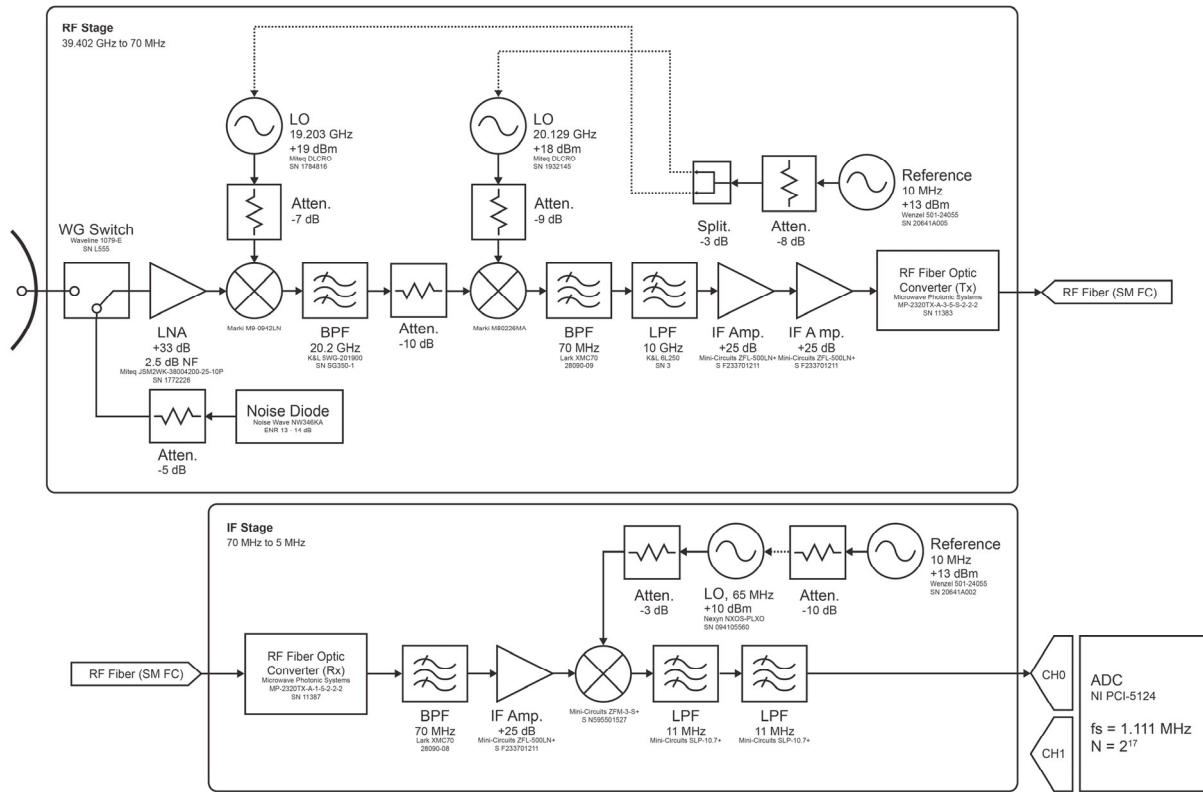 RF Stage
39.402 GHz to 70 MHz
LO
19.203 GHz
+19 dBm
Miteq DLCRO
SN 1784816
LO
20.129 GHz
+18 dBm
Miteq DLCRO
SN 1932145
Reference
10 MHz
+13 dBm
Wenzel 501-24055
SN 20641A005
Atten.
-7 dB
Atten.
-9 dB
Split.
-3 dB
Atten.
-8 dB
WG Switch
Waveline 1079-E
SN L555
LNA
+33 dB
2.5 dB NF
Miteq JSM2WK-38004200-25-10P
SN 1772226
Marki M9-0942LN
BPF
20.2 GHz
K&L 5WG-201900
SN SG350-1
Atten.
-10 dB
Marki M80226MA
BPF
70 MHz
Lark XMC70
28090-09
LPF
10 GHz
K&L 6L250
SN 3
IF Amp.
+25 dB
Mini-Circuits ZFL-500LN+
S F233701211
IF A mp.
+25 dB
Mini-Circuits ZFL-500LN+
S F233701211
RF Fiber Optic
Converter (Tx)
Microwave Photonic Systems
MP-2320TX-A-3-5-S-2-2-2
SN 11383
RF Fiber (SM FC)
Noise Diode
Noise Wave NW346KA
ENR 13 - 14 dB
Atten.
-5 dB
IF Stage
70 MHz to 5 MHz
Atten.
-3 dB
LO, 65 MHz
+10 dBm
Nexyn NXOS-PLXO
SN 094105560
Atten.
-10 dB
Reference
10 MHz
+13 dBm
Wenzel 501-24055
SN 20641A002
RF Fiber (SM FC)
RF Fiber Optic
Converter (Rx)
Microwave Photonic Systems
MP-2320TX-A-1-5-2-2-2
SN 11387
BPF
70 MHz
Lark XMC70
28090-08
IF Amp.
+25 dB
Mini-Circuits ZFL-500LN+
S F233701211
Mini-Circuits ZFM-3-S+
S N595501527
LPF
11 MHz
Mini-Circuits SLP-10.7+
LPF
11 MHz
Mini-Circuits SLP-10.7+
CH0
CH1
ADC
NI PCI-5124
fs = 1.111 MHz
N = 2¹⁷